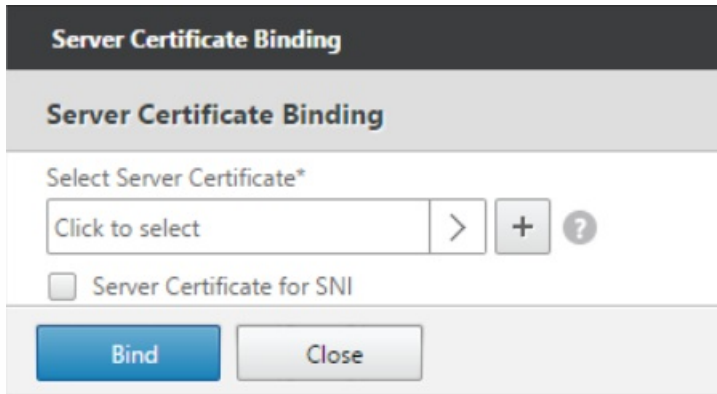 Server Certificate Binding
Server Certificate Binding
Select Server Certificate*
Click to select > + ?
Server Certificate for SNI
Bind Close